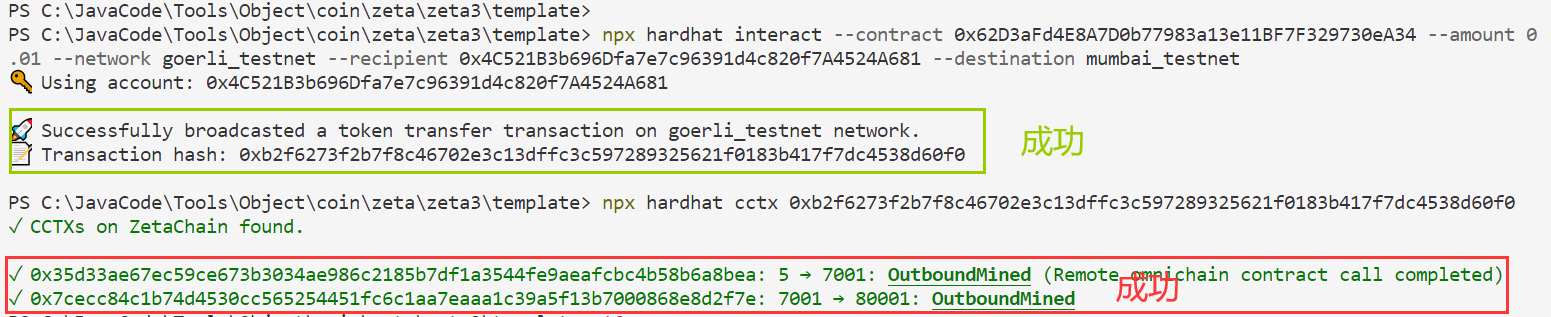 PS C:\JavaCode\Tools\Object\coin\zeta\zeta3\template>
PS C:\JavaCode\Tools\Object\coin\zeta\zeta3\template> npx hardhat interact --contract 0x62D3aFd4E8A7D0b77983a13e11BF7F329730eA34 --amount 0
.01 --network goerli_testnet --recipient 0x4C521B3b696Dfa7e7c96391d4c820f7A4524A681 --destination mumbai_testnet
🔑 Using account: 0x4C521B3b696Dfa7e7c96391d4c820f7A4524A681
🚀 Successfully broadcasted a token transfer transaction on goerli_testnet network.
成功
📝 Transaction hash: 0xb2f6273f2b7f8c46702e3c13dffc3c597289325621f0183b417f7dc4538d60f0
PS C:\JavaCode\Tools\Object\coin\zeta\zeta3\template> npx hardhat cctx 0xb2f6273f2b7f8c46702e3c13dffc3c597289325621f0183b417f7dc4538d60f0
✓ CCTXs on ZetaChain found.
✓ 0x35d33ae67ec59ce673b3034ae986c2185b7df1a3544fe9aeafcbc4b58b6a8bea: 5 → 7001: OutboundMined (Remote omnichain contract call completed)
✓ 0x7cecc84c1b74d4530cc565254451fc6c1aa7eaaa1c39a5f13b7000868e8d2f7e: 7001 → 80001: OutboundMined
成功